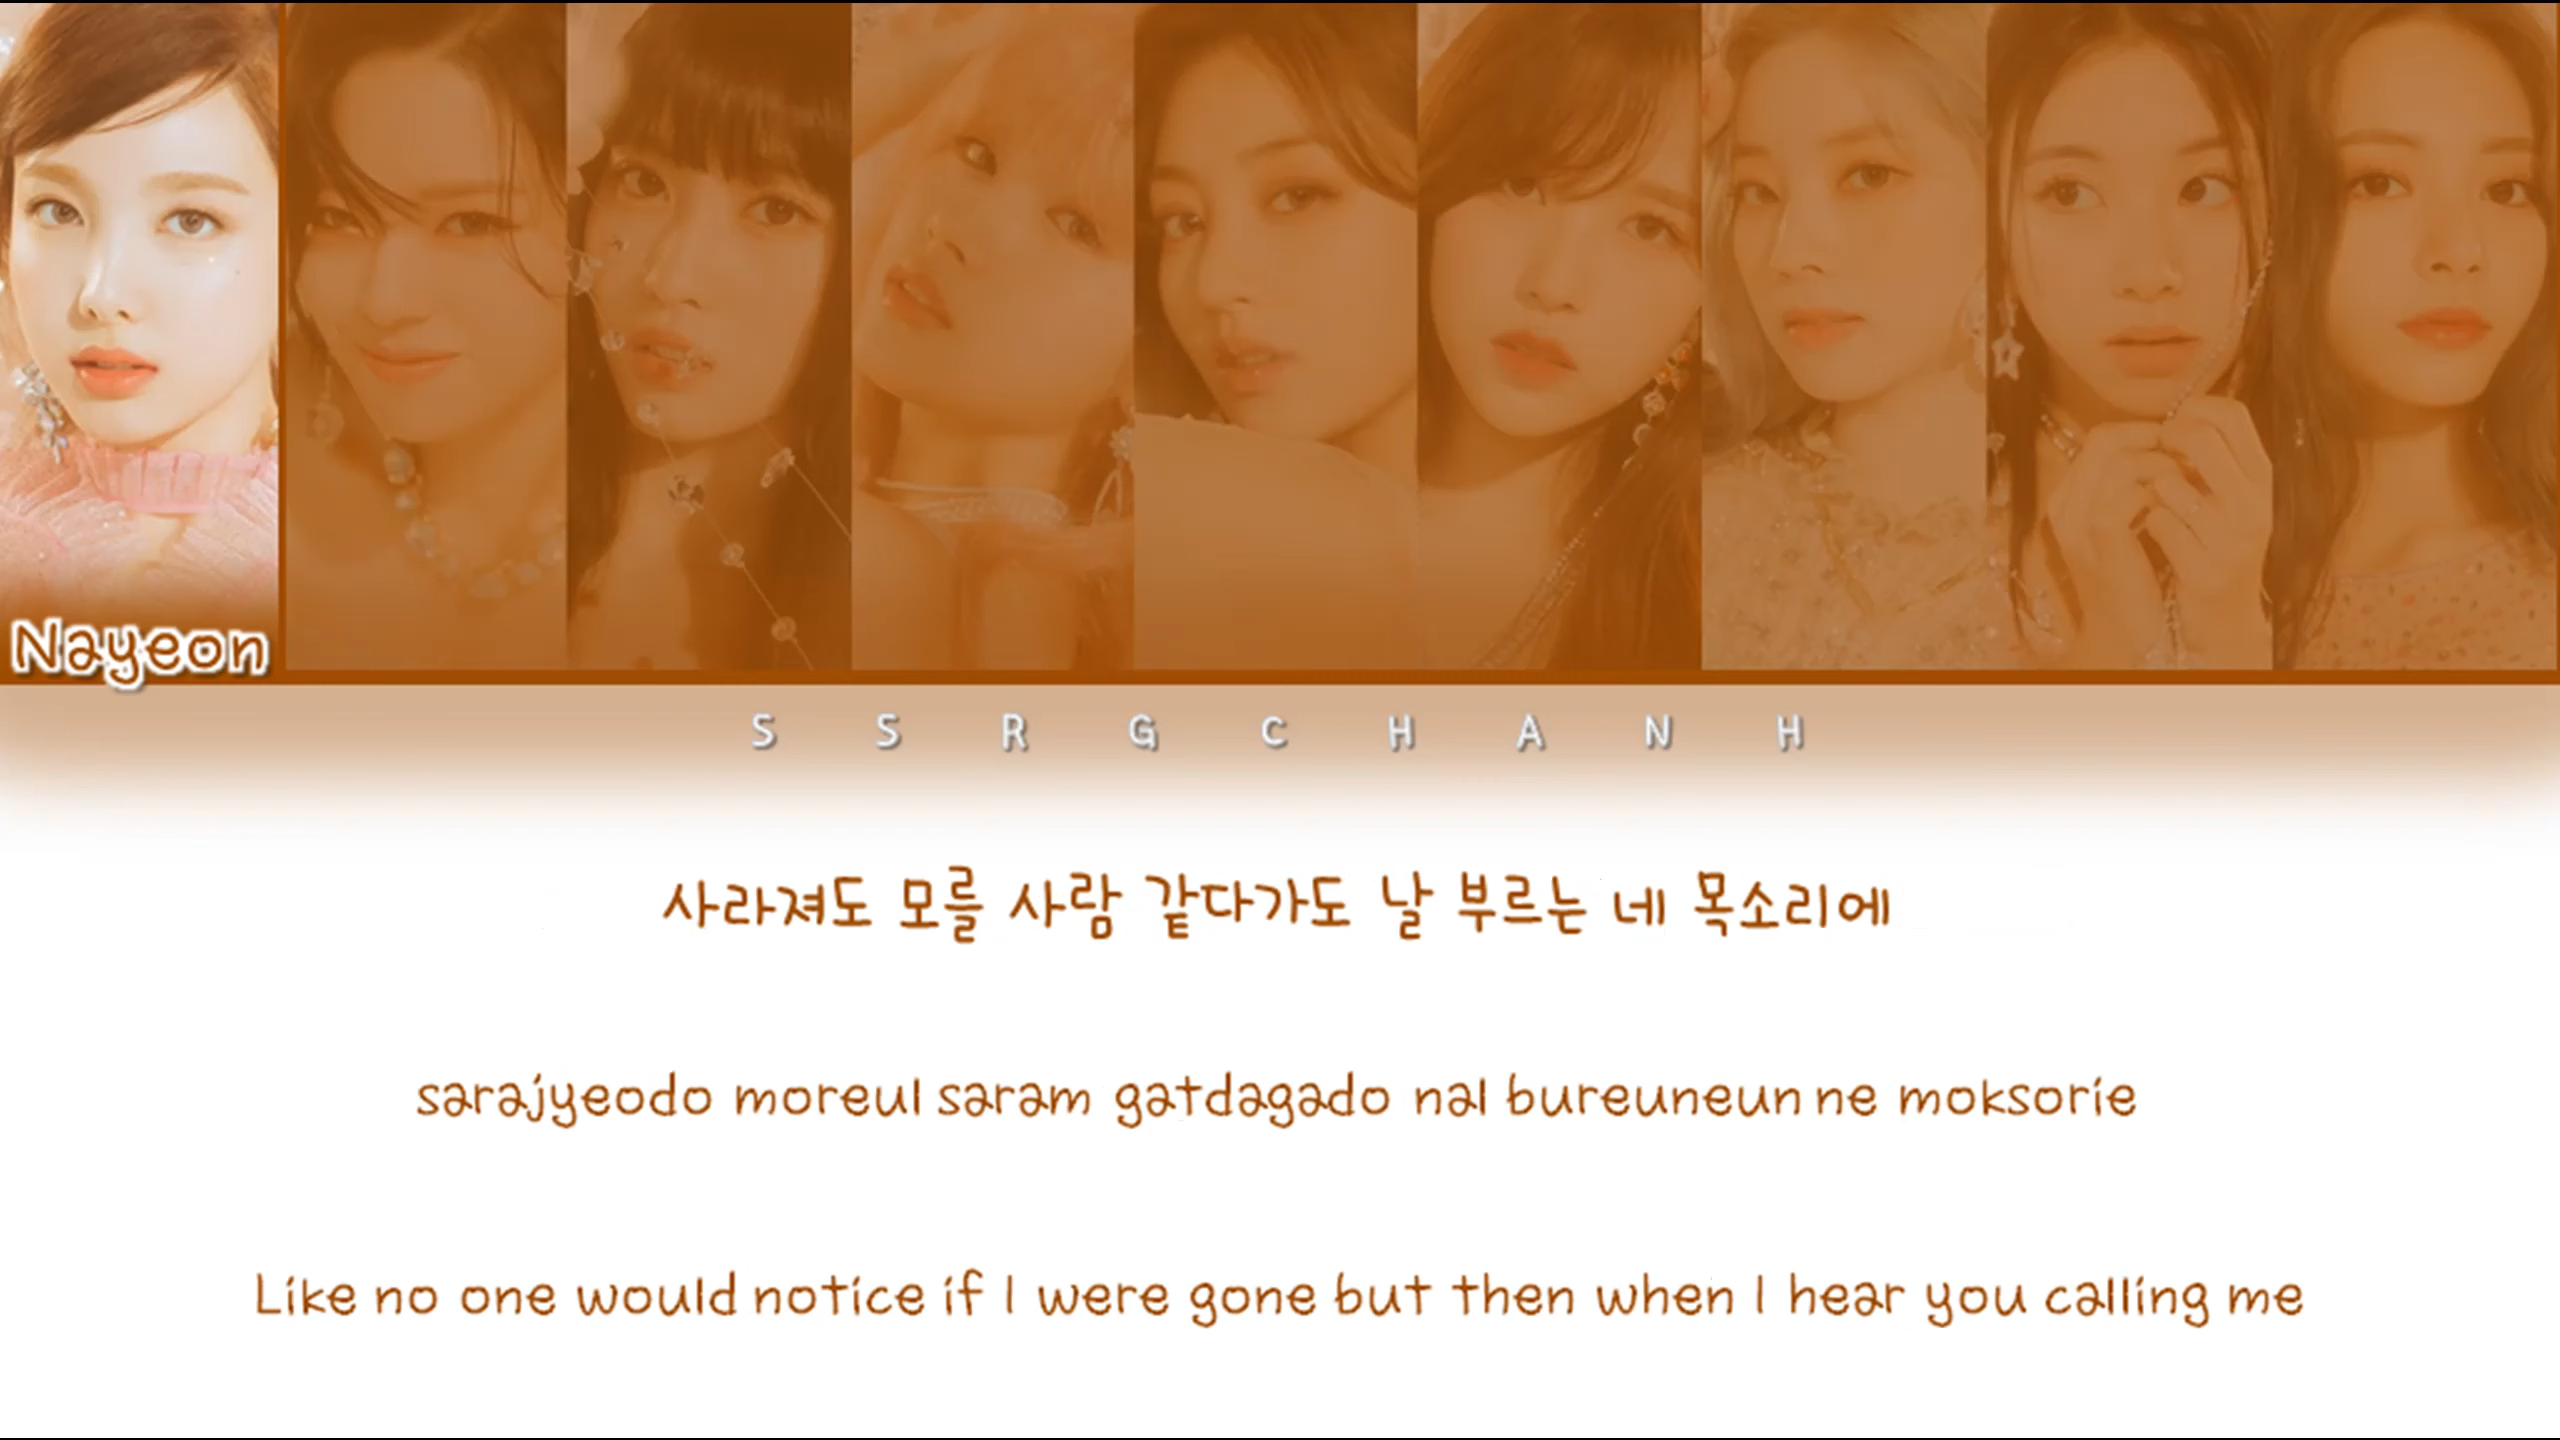 Nayeon
S S R G C H A N H
사라져도 모를 사람 같다가도 날 부르는 네 목소리에
sarajyeodo moreul saram gatdagado nal bureuneun ne moksorie
Like no one would notice if I were gone but then when I hear you calling me